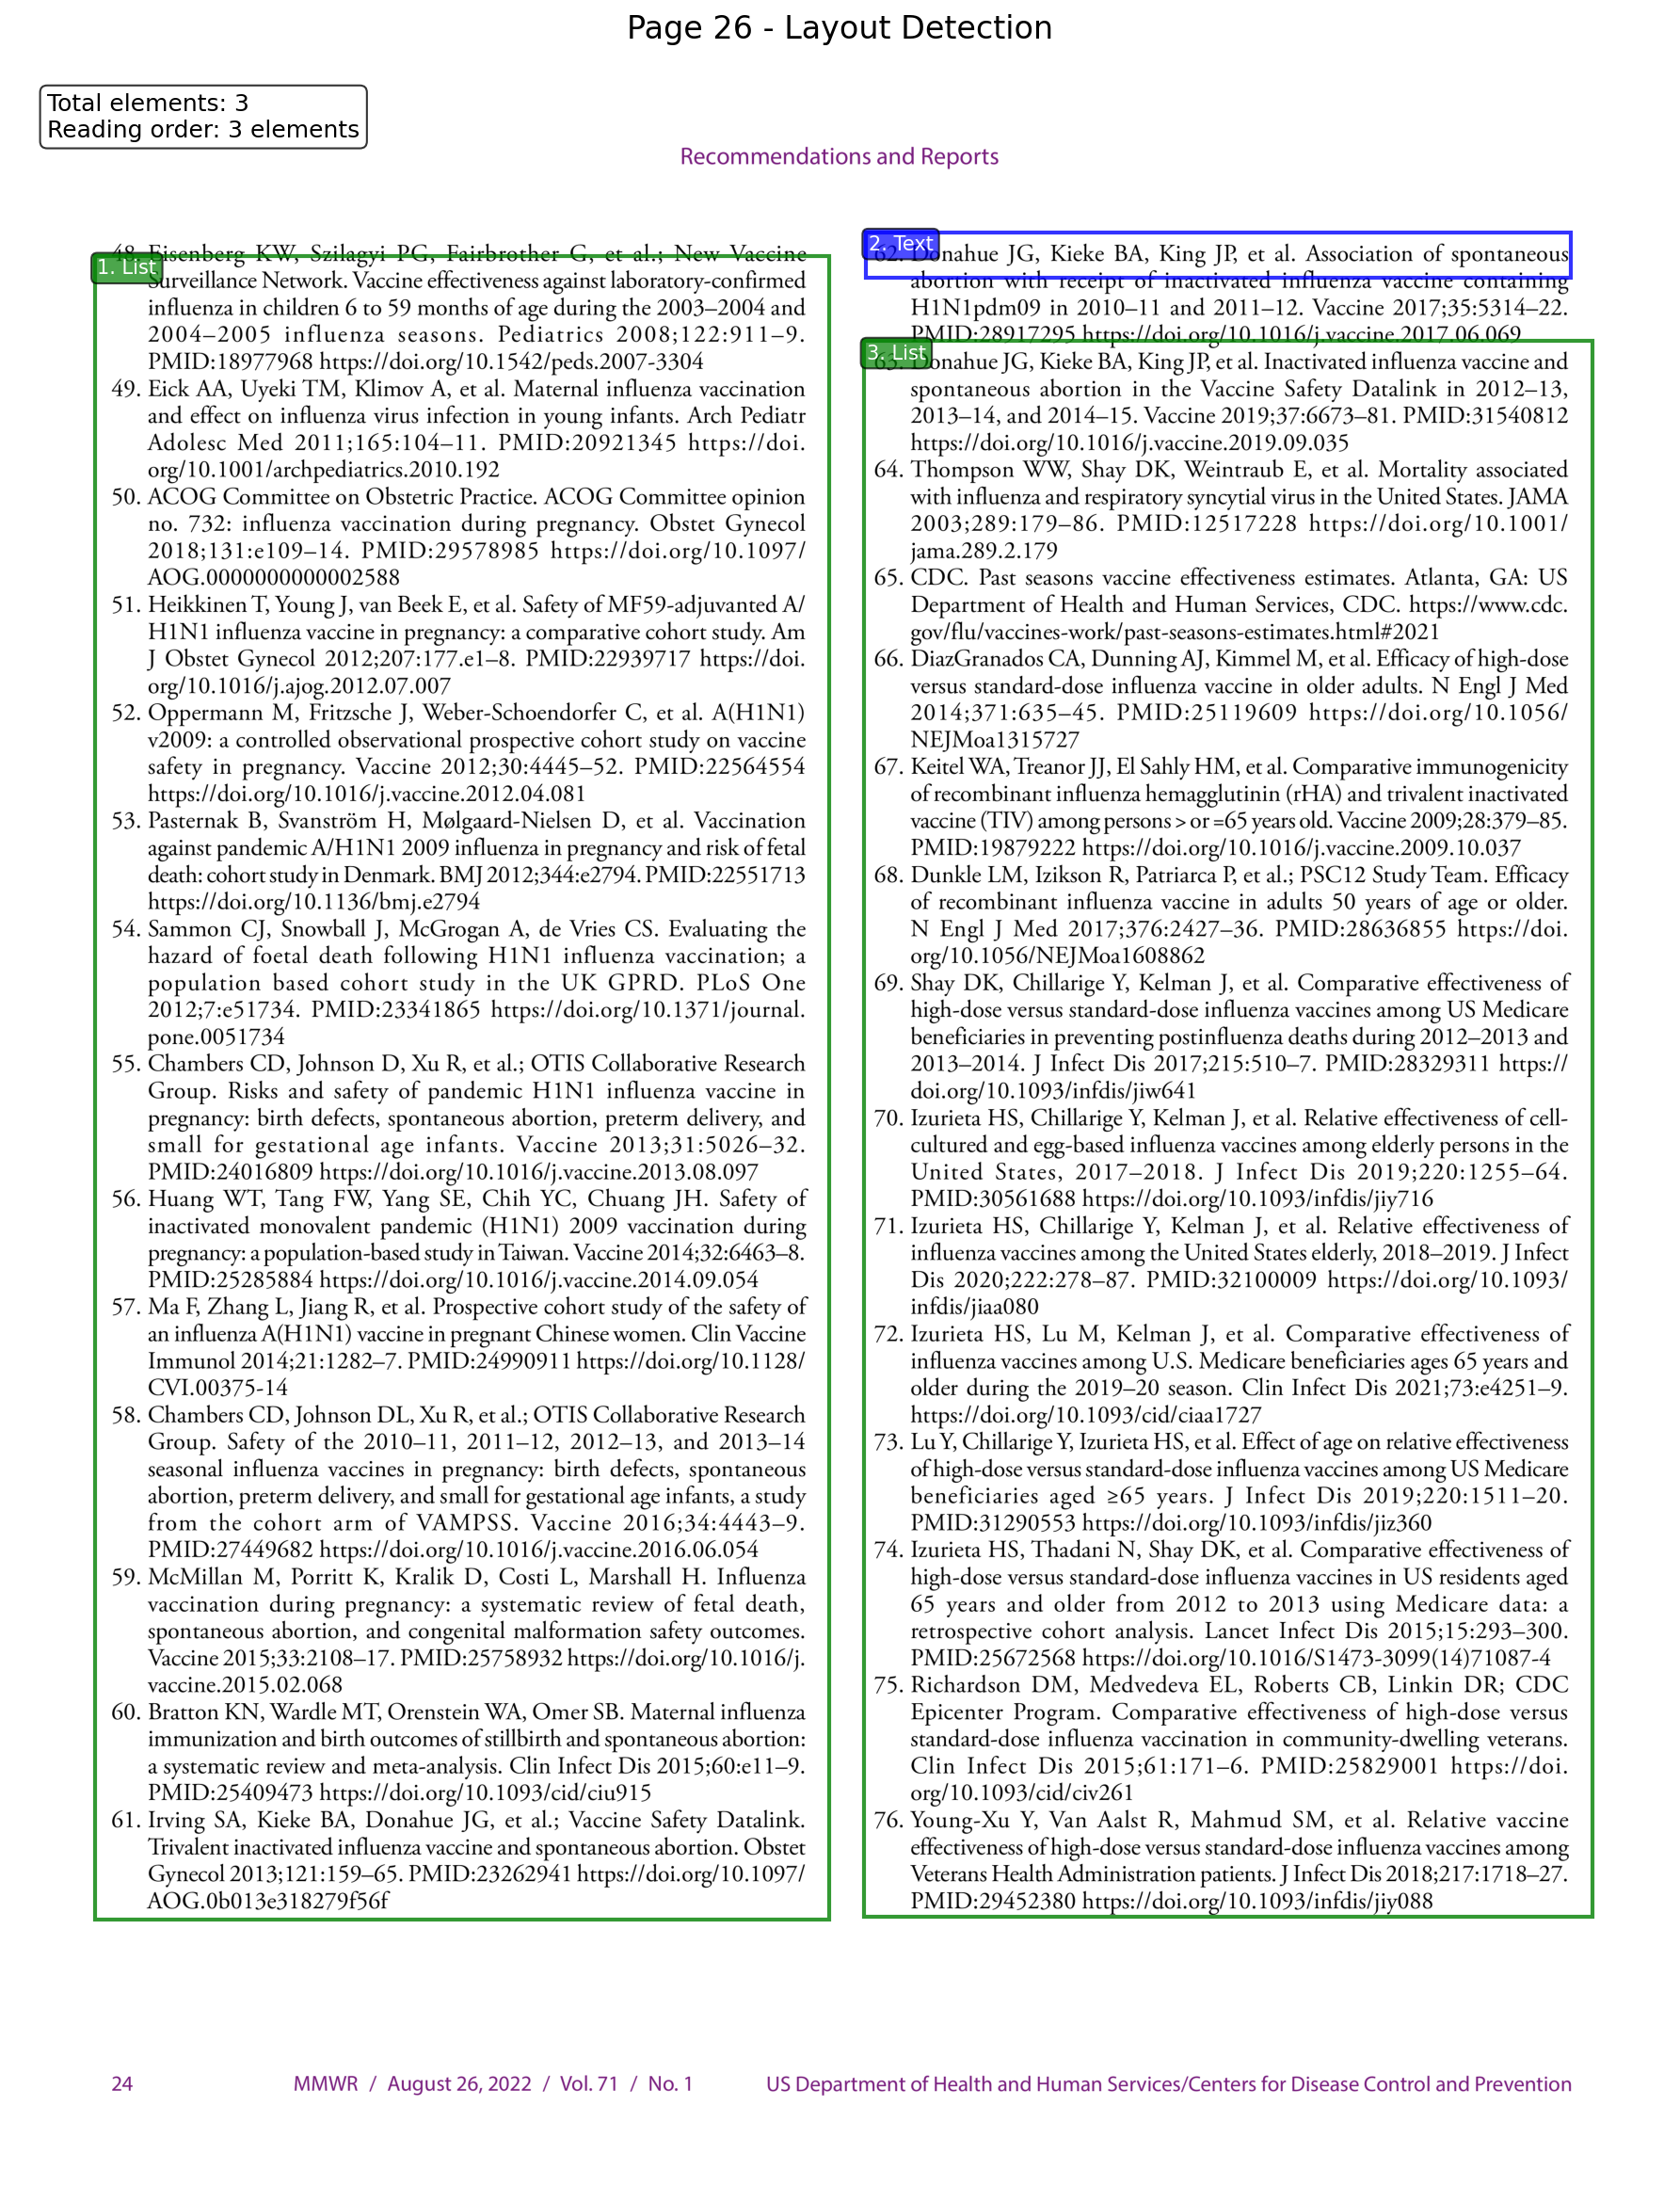 Page 26 - Layout Detection
Total elements: 3
Reading order: 3 elements
Recommendations and Reports
1. List
48. Eisenberg KW, Szilagyi PG, Fairbrother G, et al.; New Vaccine
Surveillance Network. Vaccine effectiveness against laboratory-confirmed
influenza in children 6 to 59 months of age during the 2003–2004 and
2004–2005 influenza seasons. Pediatrics 2008;122:911–9.
PMID:18977968 https://doi.org/10.1542/peds.2007-3304
49. Eick AA, Uyeki TM, Klimov A, et al. Maternal influenza vaccination
and effect on influenza virus infection in young infants. Arch Pediatr
Adolesc Med 2011;165:104–11. PMID:20921345 https://doi.
org/10.1001/archpediatrics.2010.192
50. ACOG Committee on Obstetric Practice. ACOG Committee opinion
no. 732: influenza vaccination during pregnancy. Obstet Gynecol
2018;131:e109–14. PMID:29578985 https://doi.org/10.1097/
AOG.0000000000002588
51. Heikkinen T, Young J, van Beek E, et al. Safety of MF59-adjuvanted A/
H1N1 influenza vaccine in pregnancy: a comparative cohort study. Am
J Obstet Gynecol 2012;207:177.e1–8. PMID:22939717 https://doi.
org/10.1016/j.ajog.2012.07.007
52. Oppermann M, Fritzsche J, Weber-Schoendorfer C, et al. A(H1N1)
v2009: a controlled observational prospective cohort study on vaccine
safety in pregnancy. Vaccine 2012;30:4445–52. PMID:22564554
https://doi.org/10.1016/j.vaccine.2012.04.081
53. Pasternak B, Svanström H, Mølgaard-Nielsen D, et al. Vaccination
against pandemic A/H1N1 2009 influenza in pregnancy and risk of fetal
death: cohort study in Denmark. BMJ 2012;344:e2794. PMID:22551713
https://doi.org/10.1136/bmj.e2794
54. Sammon CJ, Snowball J, McGrogan A, de Vries CS. Evaluating the
hazard of foetal death following H1N1 influenza vaccination; a
population based cohort study in the UK GPRD. PLoS One
2012;7:e51734. PMID:23341865 https://doi.org/10.1371/journal.
pone.0051734
55. Chambers CD, Johnson D, Xu R, et al.; OTIS Collaborative Research
Group. Risks and safety of pandemic H1N1 influenza vaccine in
pregnancy: birth defects, spontaneous abortion, preterm delivery, and
small for gestational age infants. Vaccine 2013;31:5026–32.
PMID:24016809 https://doi.org/10.1016/j.vaccine.2013.08.097
56. Huang WT, Tang FW, Yang SE, Chih YC, Chuang JH. Safety of
inactivated monovalent pandemic (H1N1) 2009 vaccination during
pregnancy: a population-based study in Taiwan. Vaccine 2014;32:6463–8.
PMID:25285884 https://doi.org/10.1016/j.vaccine.2014.09.054
57. Ma F, Zhang L, Jiang R, et al. Prospective cohort study of the safety of
an influenza A(H1N1) vaccine in pregnant Chinese women. Clin Vaccine
Immunol 2014;21:1282–7. PMID:24990911 https://doi.org/10.1128/
CVI.00375-14
58. Chambers CD, Johnson DL, Xu R, et al.; OTIS Collaborative Research
Group. Safety of the 2010–11, 2011–12, 2012–13, and 2013–14
seasonal influenza vaccines in pregnancy: birth defects, spontaneous
abortion, preterm delivery, and small for gestational age infants, a study
from the cohort arm of VAMPSS. Vaccine 2016;34:4443–9.
PMID:27449682 https://doi.org/10.1016/j.vaccine.2016.06.054
59. McMillan M, Porritt K, Kralik D, Costi L, Marshall H. Influenza
vaccination during pregnancy: a systematic review of fetal death,
spontaneous abortion, and congenital malformation safety outcomes.
Vaccine 2015;33:2108–17. PMID:25758932 https://doi.org/10.1016/j.
vaccine.2015.02.068
60. Bratton KN, Wardle MT, Orenstein WA, Omer SB. Maternal influenza
immunization and birth outcomes of stillbirth and spontaneous abortion:
a systematic review and meta-analysis. Clin Infect Dis 2015;60:e11–9.
PMID:25409473 https://doi.org/10.1093/cid/ciu915
61. Irving SA, Kieke BA, Donahue JG, et al.; Vaccine Safety Datalink.
Trivalent inactivated influenza vaccine and spontaneous abortion. Obstet
Gynecol 2013;121:159–65. PMID:23262941 https://doi.org/10.1097/
AOG.0b013e318279f56f
2. Text
62. Donahue JG, Kieke BA, King JP, et al. Association of spontaneous
abortion with receipt of inactivated influenza vaccine containing
H1N1pdm09 in 2010–11 and 2011–12. Vaccine 2017;35:5314–22.
PMID:28917295 https://doi.org/10.1016/j.vaccine.2017.06.069
3. List
63. Donahue JG, Kieke BA, King JP, et al. Inactivated influenza vaccine and
spontaneous abortion in the Vaccine Safety Datalink in 2012–13,
2013–14, and 2014–15. Vaccine 2019;37:6673–81. PMID:31540812
https://doi.org/10.1016/j.vaccine.2019.09.035
64. Thompson WW, Shay DK, Weintraub E, et al. Mortality associated
with influenza and respiratory syncytial virus in the United States. JAMA
2003;289:179–86. PMID:12517228 https://doi.org/10.1001/
jama.289.2.179
65. CDC. Past seasons vaccine effectiveness estimates. Atlanta, GA: US
Department of Health and Human Services, CDC. https://www.cdc.
gov/flu/vaccines-work/past-seasons-estimates.html#2021
66. DiazGranados CA, Dunning AJ, Kimmel M, et al. Efficacy of high-dose
versus standard-dose influenza vaccine in older adults. N Engl J Med
2014;371:635–45. PMID:25119609 https://doi.org/10.1056/
NEJMoa1315727
67. Keitel WA, Treanor JJ, El Sahly HM, et al. Comparative immunogenicity
of recombinant influenza hemagglutinin (rHA) and trivalent inactivated
vaccine (TIV) among persons > or =65 years old. Vaccine 2009;28:379–85.
PMID:19879222 https://doi.org/10.1016/j.vaccine.2009.10.037
68. Dunkle LM, Izikson R, Patriarca P, et al.; PSC12 Study Team. Efficacy
of recombinant influenza vaccine in adults 50 years of age or older.
N Engl J Med 2017;376:2427–36. PMID:28636855 https://doi.
org/10.1056/NEJMoa1608862
69. Shay DK, Chillarige Y, Kelman J, et al. Comparative effectiveness of
high-dose versus standard-dose influenza vaccines among US Medicare
beneficiaries in preventing postinfluenza deaths during 2012–2013 and
2013–2014. J Infect Dis 2017;215:510–7. PMID:28329311 https://
doi.org/10.1093/infdis/jiw641
70. Izurieta HS, Chillarige Y, Kelman J, et al. Relative effectiveness of cell-
cultured and egg-based influenza vaccines among elderly persons in the
United States, 2017–2018. J Infect Dis 2019;220:1255–64.
PMID:30561688 https://doi.org/10.1093/infdis/jiy716
71. Izurieta HS, Chillarige Y, Kelman J, et al. Relative effectiveness of
influenza vaccines among the United States elderly, 2018–2019. J Infect
Dis 2020;222:278–87. PMID:32100009 https://doi.org/10.1093/
infdis/jiaa080
72. Izurieta HS, Lu M, Kelman J, et al. Comparative effectiveness of
influenza vaccines among U.S. Medicare beneficiaries ages 65 years and
older during the 2019–20 season. Clin Infect Dis 2021;73:e4251–9.
https://doi.org/10.1093/cid/ciaa1727
73. Lu Y, Chillarige Y, Izurieta HS, et al. Effect of age on relative effectiveness
of high-dose versus standard-dose influenza vaccines among US Medicare
beneficiaries aged ≥65 years. J Infect Dis 2019;220:1511–20.
PMID:31290553 https://doi.org/10.1093/infdis/jiz360
74. Izurieta HS, Thadani N, Shay DK, et al. Comparative effectiveness of
high-dose versus standard-dose influenza vaccines in US residents aged
65 years and older from 2012 to 2013 using Medicare data: a
retrospective cohort analysis. Lancet Infect Dis 2015;15:293–300.
PMID:25672568 https://doi.org/10.1016/S1473-3099(14)71087-4
75. Richardson DM, Medvedeva EL, Roberts CB, Linkin DR; CDC
Epicenter Program. Comparative effectiveness of high-dose versus
standard-dose influenza vaccination in community-dwelling veterans.
Clin Infect Dis 2015;61:171–6. PMID:25829001 https://doi.
org/10.1093/cid/civ261
76. Young-Xu Y, Van Aalst R, Mahmud SM, et al. Relative vaccine
effectiveness of high-dose versus standard-dose influenza vaccines among
Veterans Health Administration patients. J Infect Dis 2018;217:1718–27.
PMID:29452380 https://doi.org/10.1093/infdis/jiy088
24 MMWR / August 26, 2022 / Vol. 71 / No. 1 US Department of Health and Human Services/Centers for Disease Control and Prevention